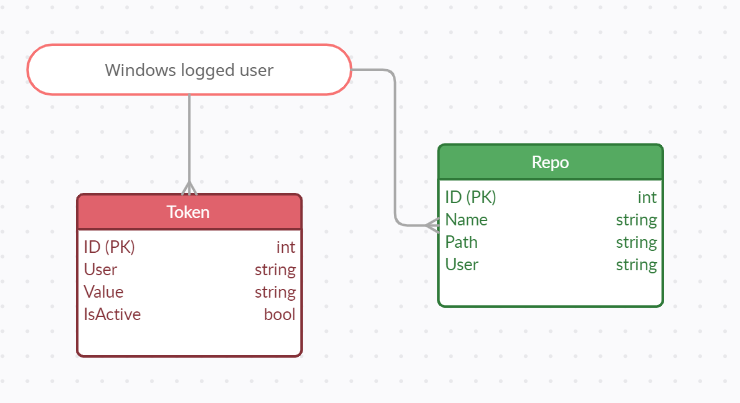 Windows logged user
Token
ID (PK) int
User string
Value string
IsActive bool
Repo
ID (PK) int
Name string
Path string
User string